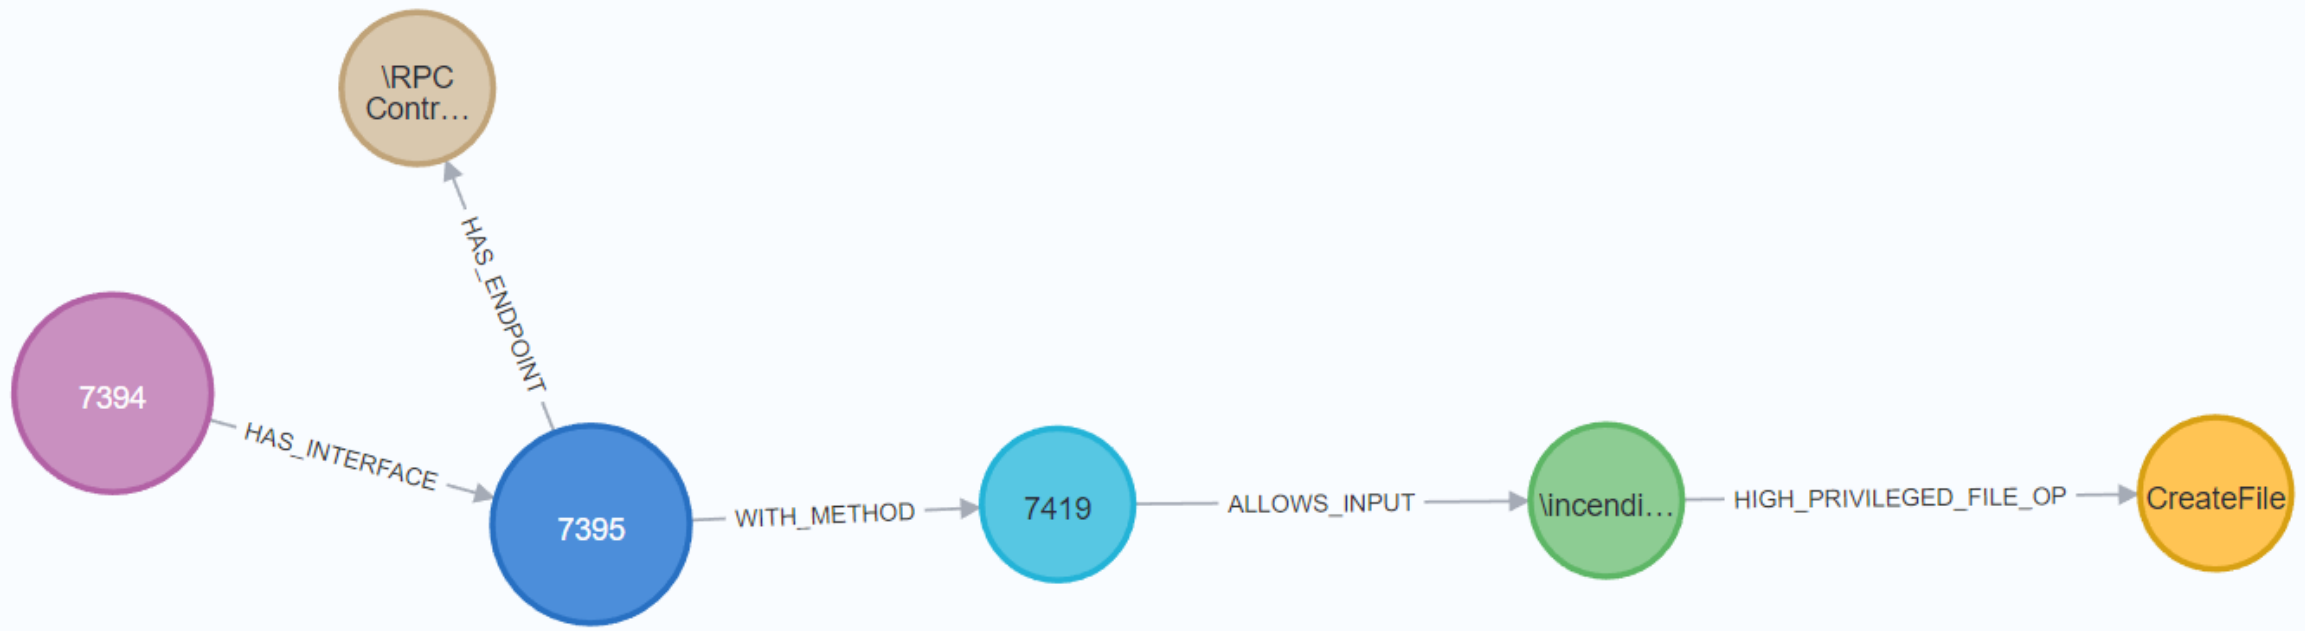 \RPC
Contr…
HAS_ENDPOINT
7394
HAS_INTERFACE
7395
WITH_METHOD
7419
ALLOWS_INPUT
\incendi…
HIGH_PRIVILEGED_FILE_OP
CreateFile